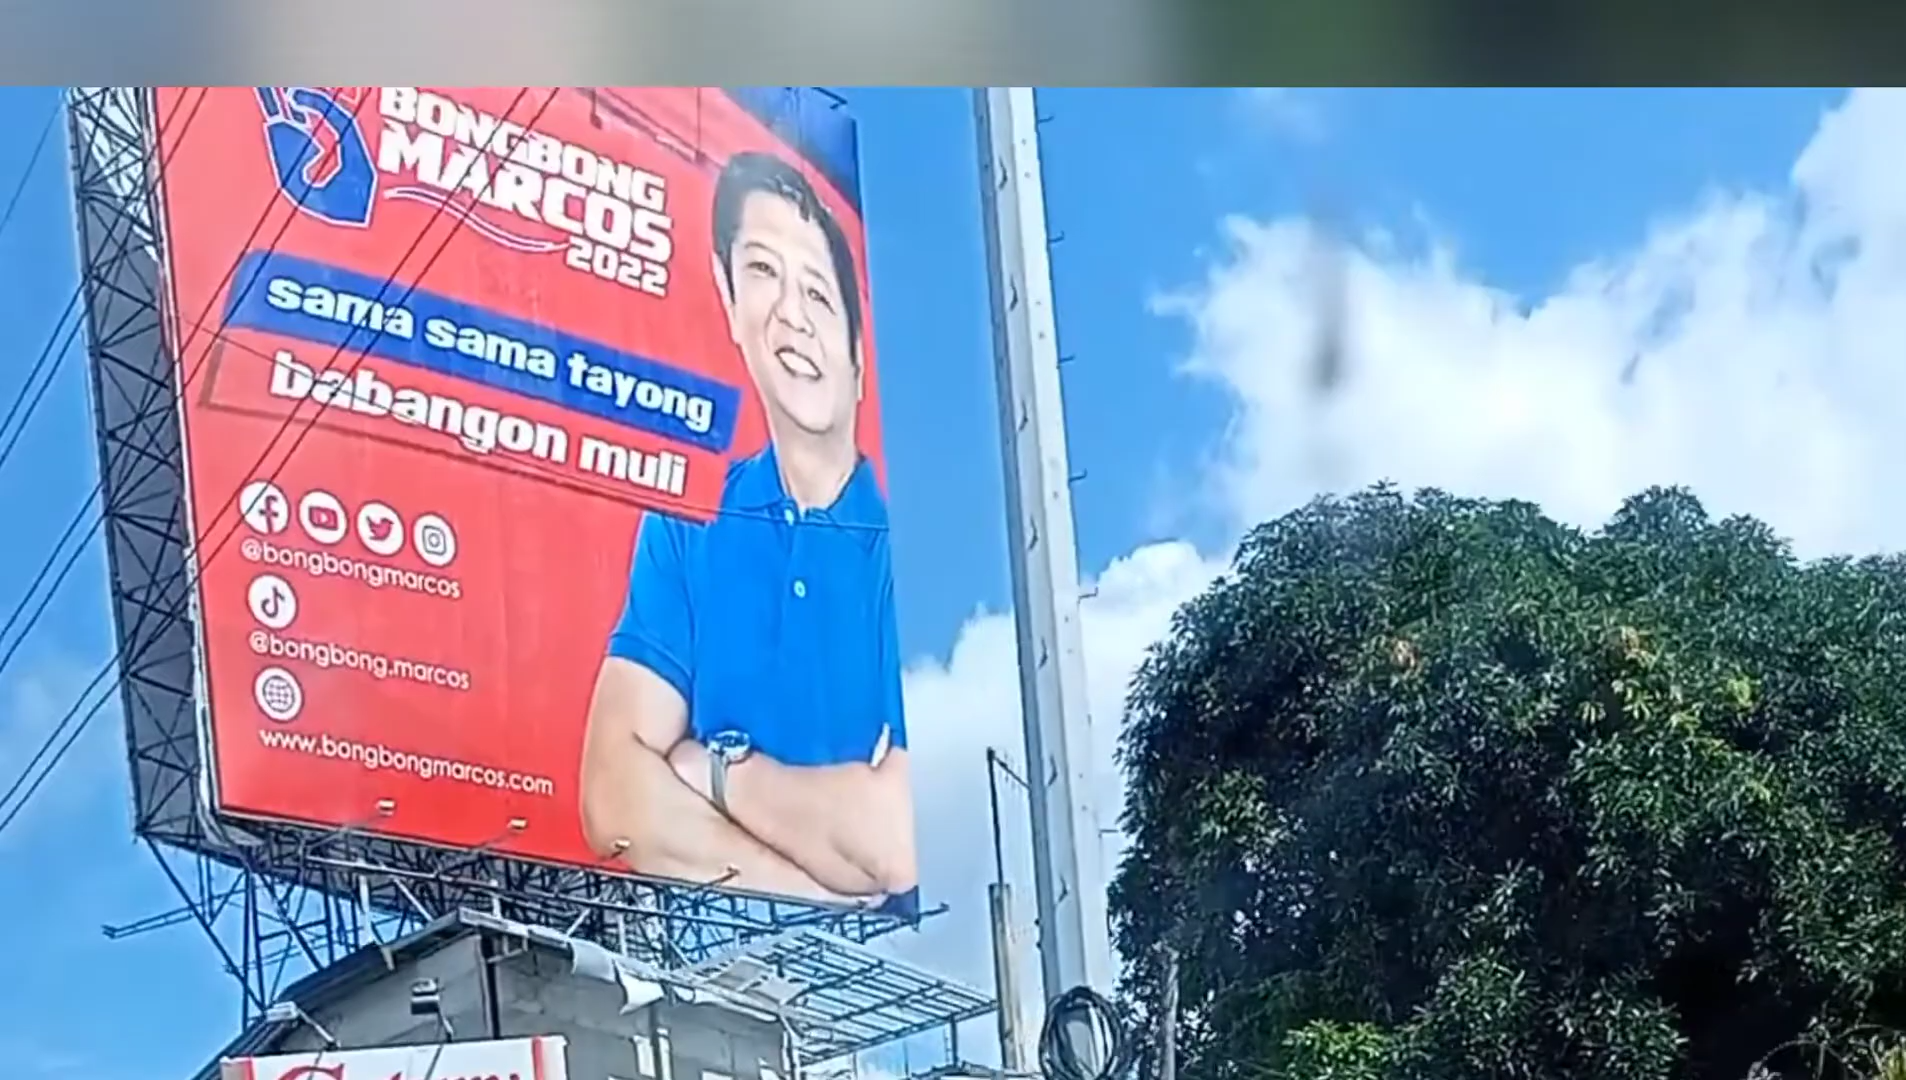 BONGBONG
MARCOS
2022
sama sama tayong
babangon muli
@bongbongmarcos
@bongbong.marcos
www.bongbongmarcos.com